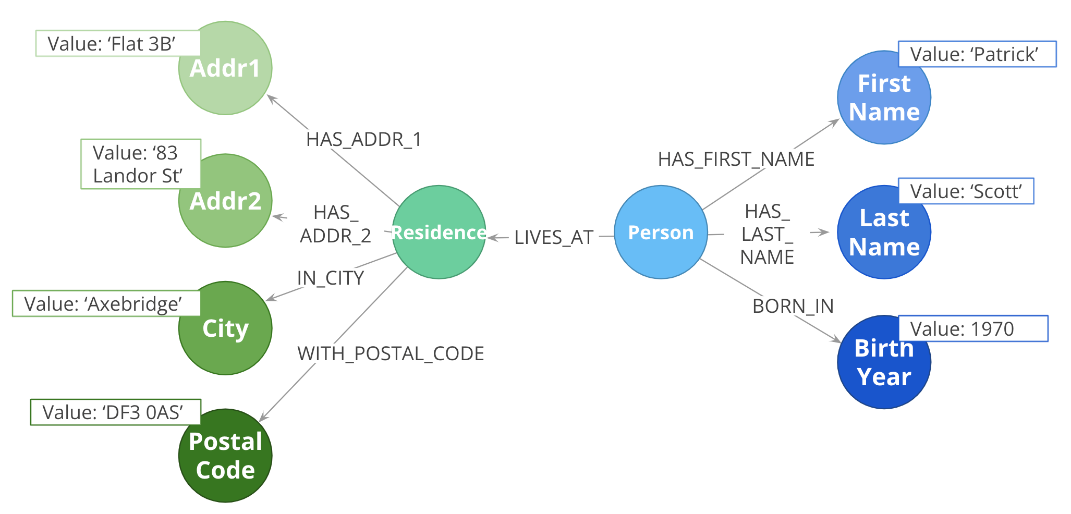 Value: ‘Flat 3B’
Addr1
HAS_ADDR_1
Value: ‘83
Landor St’
Addr2
HAS_
ADDR_2
Residence
IN_CITY
Value: ‘Axebridge’
City
WITH_POSTAL_CODE
Value: ‘DF3 0AS’
Postal
Code
LIVES_AT
Person
HAS_FIRST_NAME
Value: ‘Patrick’
First
Name
HAS_
LAST_
NAME
Value: ‘Scott’
Last
Name
BORN_IN
Value: 1970
Birth
Year